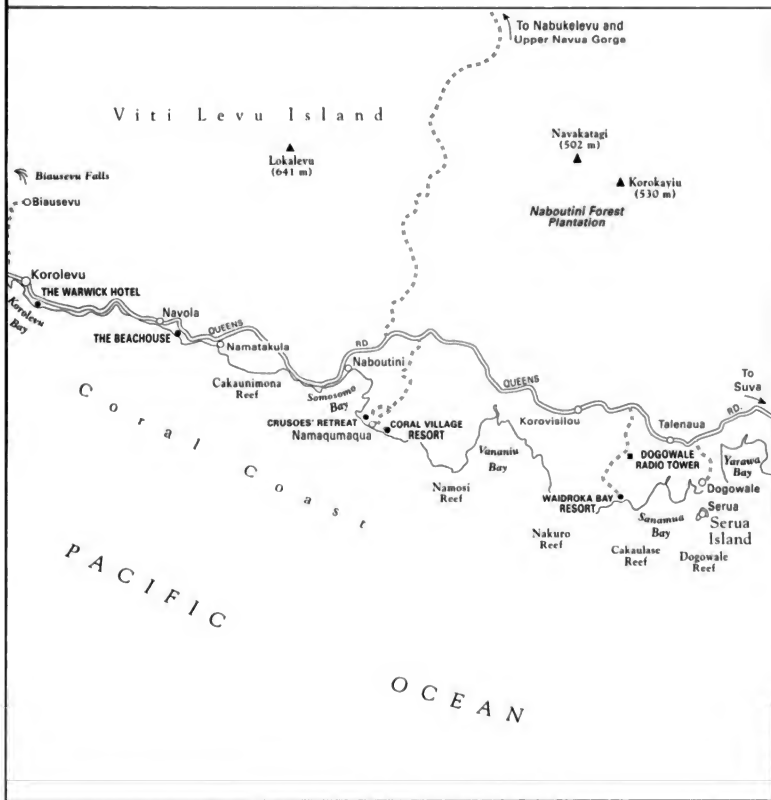 To Nabukelevu and
Upper Navua Gorge
Viti Levu Island
Lokalevu
(641 m)
Navakatagi
(502 m)
Korokayiu
(530 m)
Naboutini Forest
Plantation
Biausevu Falls
Biausevu
Korolevu
THE WARWICK HOTEL
Korolevu
Bay
Navola
THE BEACHOUSE
QUEENS
RD
Namatakula
Cakaunimona
Reef
Naboutini
Somosomo
Bay
CRUSOES' RETREAT
Namaqumaqua
CORAL VILLAGE
RESORT
QUEENS
RD.
To
Suva
Korovisilou
Talenaua
Vananiu
Bay
Namosi
Reef
DOGOWALE
RADIO TOWER
Yarawa
Bay
WAIDROKA BAY
RESORT
Dogowale
Serua
Serua
Island
Sanamua
Bay
Nakuro
Reef
Cakaulase
Reef
Dogowale
Reef
Coral Coast
PACIFIC
OCEAN